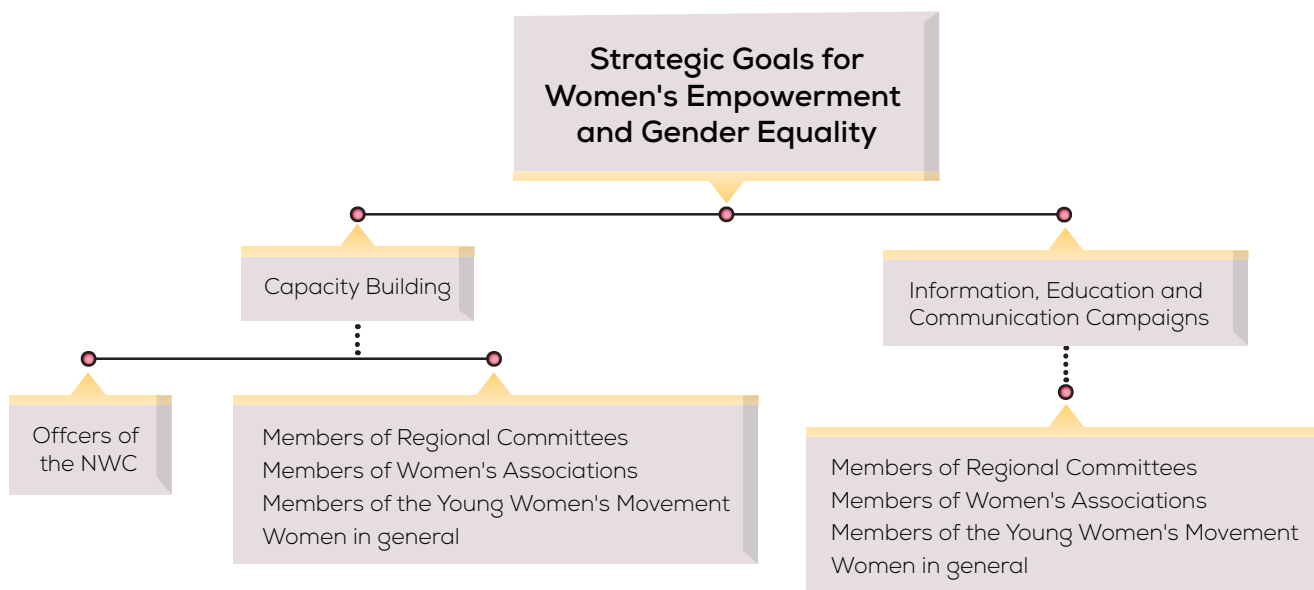 Strategic Goals for
Women's Empowerment
and Gender Equality
Capacity Building
Information, Education and
Communication Campaigns
Offcers of
the NWC
Members of Regional Committees
Members of Women's Associations
Members of the Young Women's Movement
Women in general
Members of Regional Committees
Members of Women's Associations
Members of the Young Women's Movement
Women in general